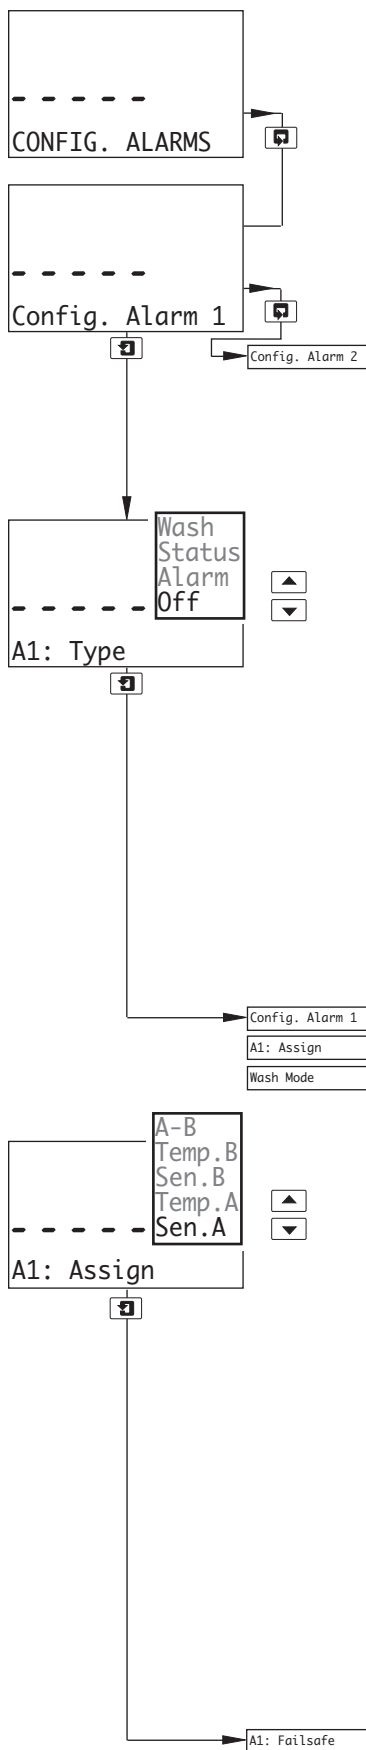 - - - - -
CONFIG. ALARMS
- - - - -
Config. Alarm 1
Config. Alarm 2
Wash
Status
Alarm
- - - - - Off
A1: Type
Config. Alarm 1
A1: Assign
Wash Mode
A-B
Temp.B
Sen.B
Temp.A
- - - - - Sen.A
A1: Assign
A1: Failsafe